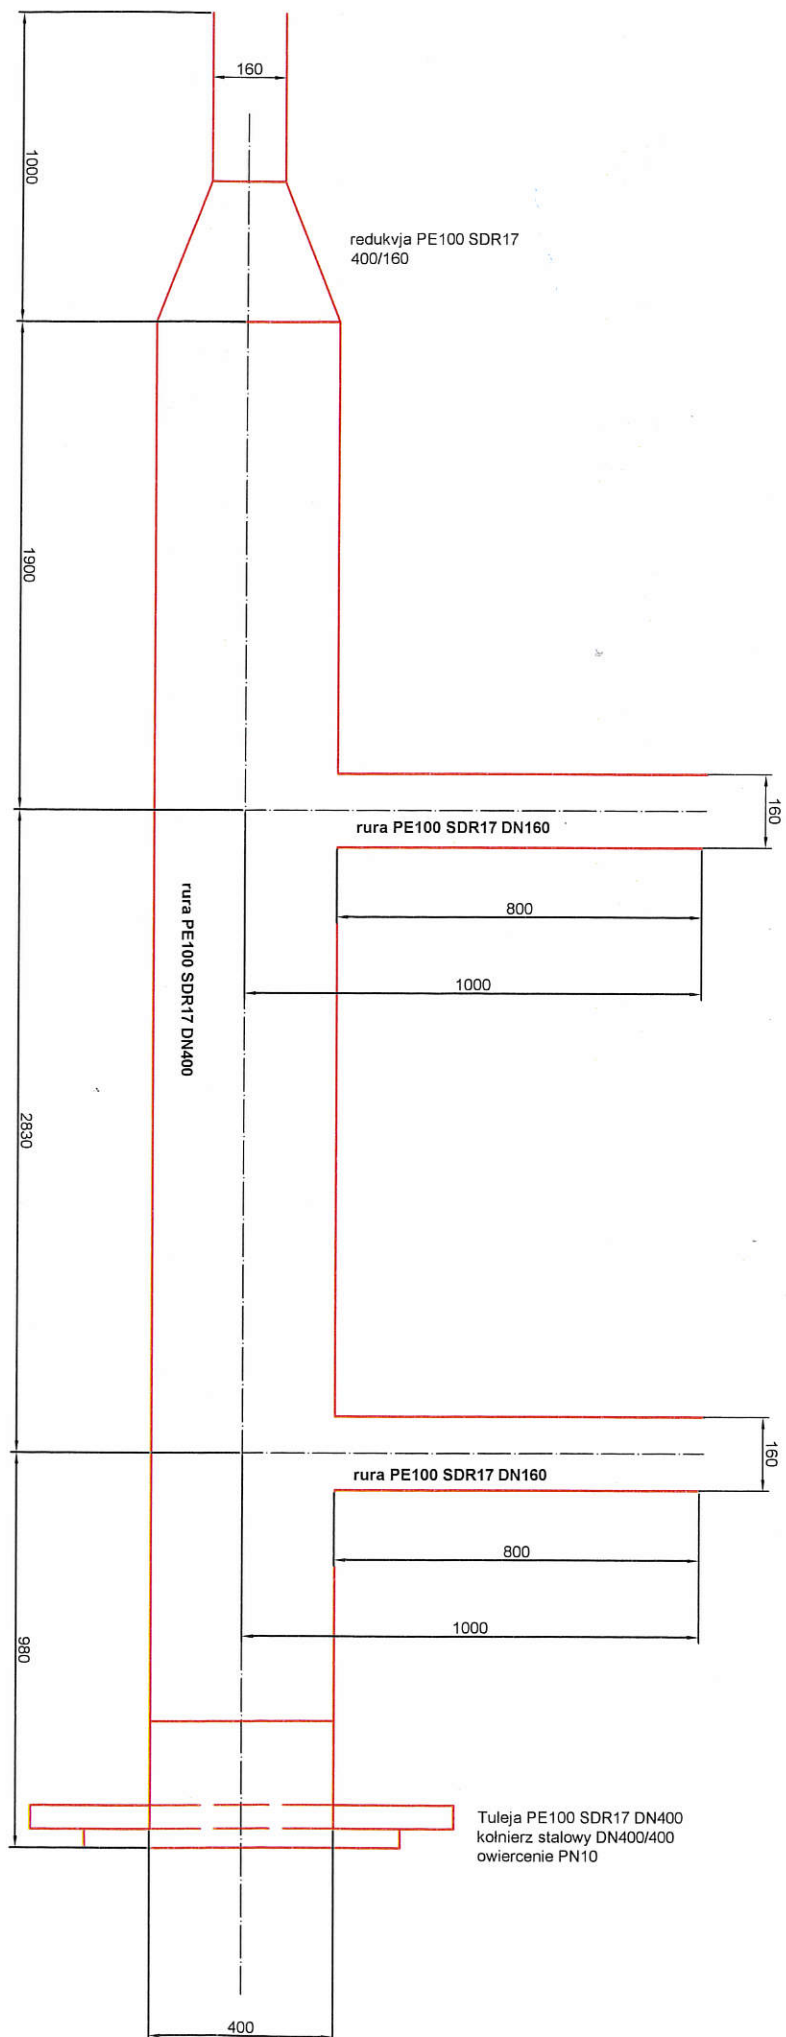 160
1000
redukvja PE100 SDR17
400/160
1900
160
rura PE100 SDR17 DN160
800
rura PE100 SDR17 DN400
1000
2830
160
rura PE100 SDR17 DN160
800
1000
980
Tuleja PE100 SDR17 DN400
kołnierz stalowy DN400/400
owiercenie PN10
400